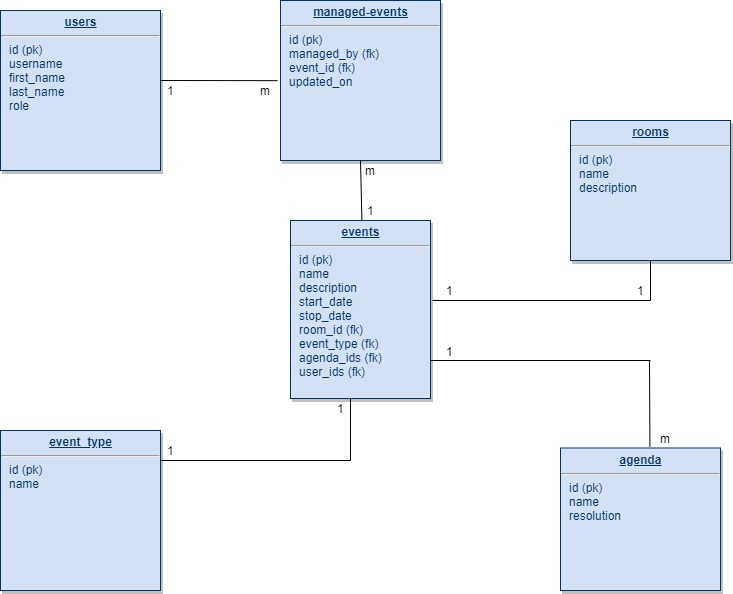 users
id (pk)
username
first_name
last_name
role
1
m
managed-events
id (pk)
managed_by (fk)
event_id (fk)
updated_on
m
1
rooms
id (pk)
name
description
events
id (pk)
name
description
start_date
stop_date
room_id (fk)
event_type (fk)
agenda_ids (fk)
user_ids (fk)
1
1
1
m
1
1
event_type
id (pk)
name
agenda
id (pk)
name
resolution